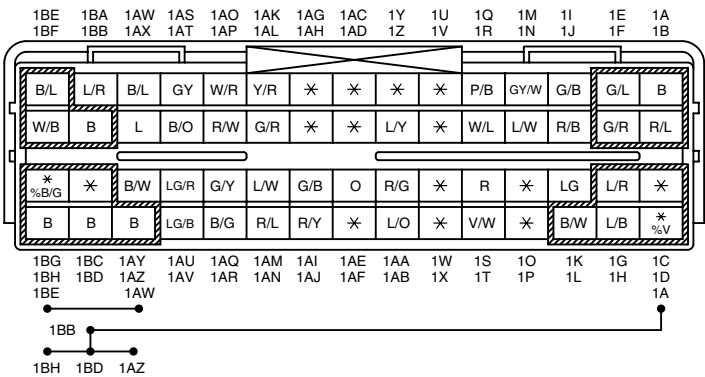 1BE 1BA 1AW 1AS 1AO 1AK 1AG 1AC 1Y 1U 1Q 1M 1I 1E 1A
1BF 1BB 1AX 1AT 1AP 1AL 1AH 1AD 1Z 1V 1R 1N 1J 1F 1B
B/L L/R B/L GY W/R Y/R * * * * P/B GY/W G/B G/L B
W/B B L B/O R/W G/R * * L/Y * W/L L/W R/B G/R R/L
* * B/W LG/R G/Y L/W G/B O R/G * R * LG L/R *
%B/G
B B B LG/B B/G R/L R/Y * L/O * V/W * B/W L/B *
%V
1BG 1BC 1AY 1AU 1AQ 1AM 1AI 1AE 1AA 1W 1S 1O 1K 1G 1C
1BH 1BD 1AZ 1AV 1AR 1AN 1AJ 1AF 1AB 1X 1T 1P 1L 1H 1D
1BE 1AW 1A
1BB
1BH 1BD 1AZ